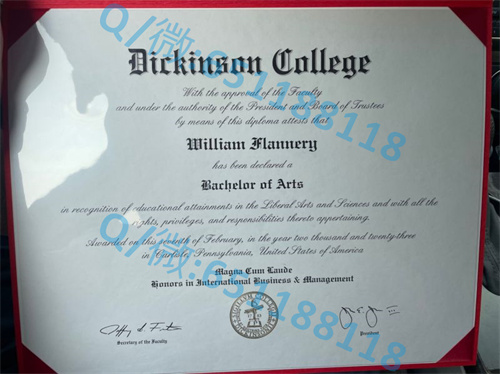 Dickinson College
With the approval of the Faculty
and under the authority of the President and Board of Trustees
by means of this diploma attests that
William Flannery
has been declared a
Bachelor of Arts
in recognition of educational attainments in the Liberal Arts and Sciences and with all the
rights, privileges, and responsibilities thereto appertaining.
Awarded on this seventh of February, in the year two thousand and twenty-three
in Carlisle, Pennsylvania, United States of America
Magna Cum Laude
Honors in International Business & Management
Secretary of the Faculty
President
Q/微:651188118
Q/微:651188118